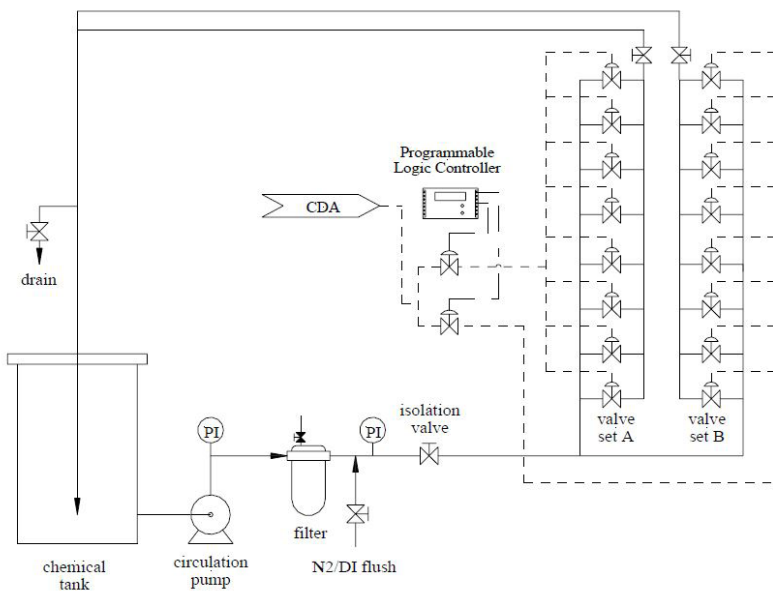 Programmable
Logic Controller
CDA
drain
PI
PI
isolation
valve
valve
set A
valve
set B
filter
circulation
pump
N2/DI flush
chemical
tank